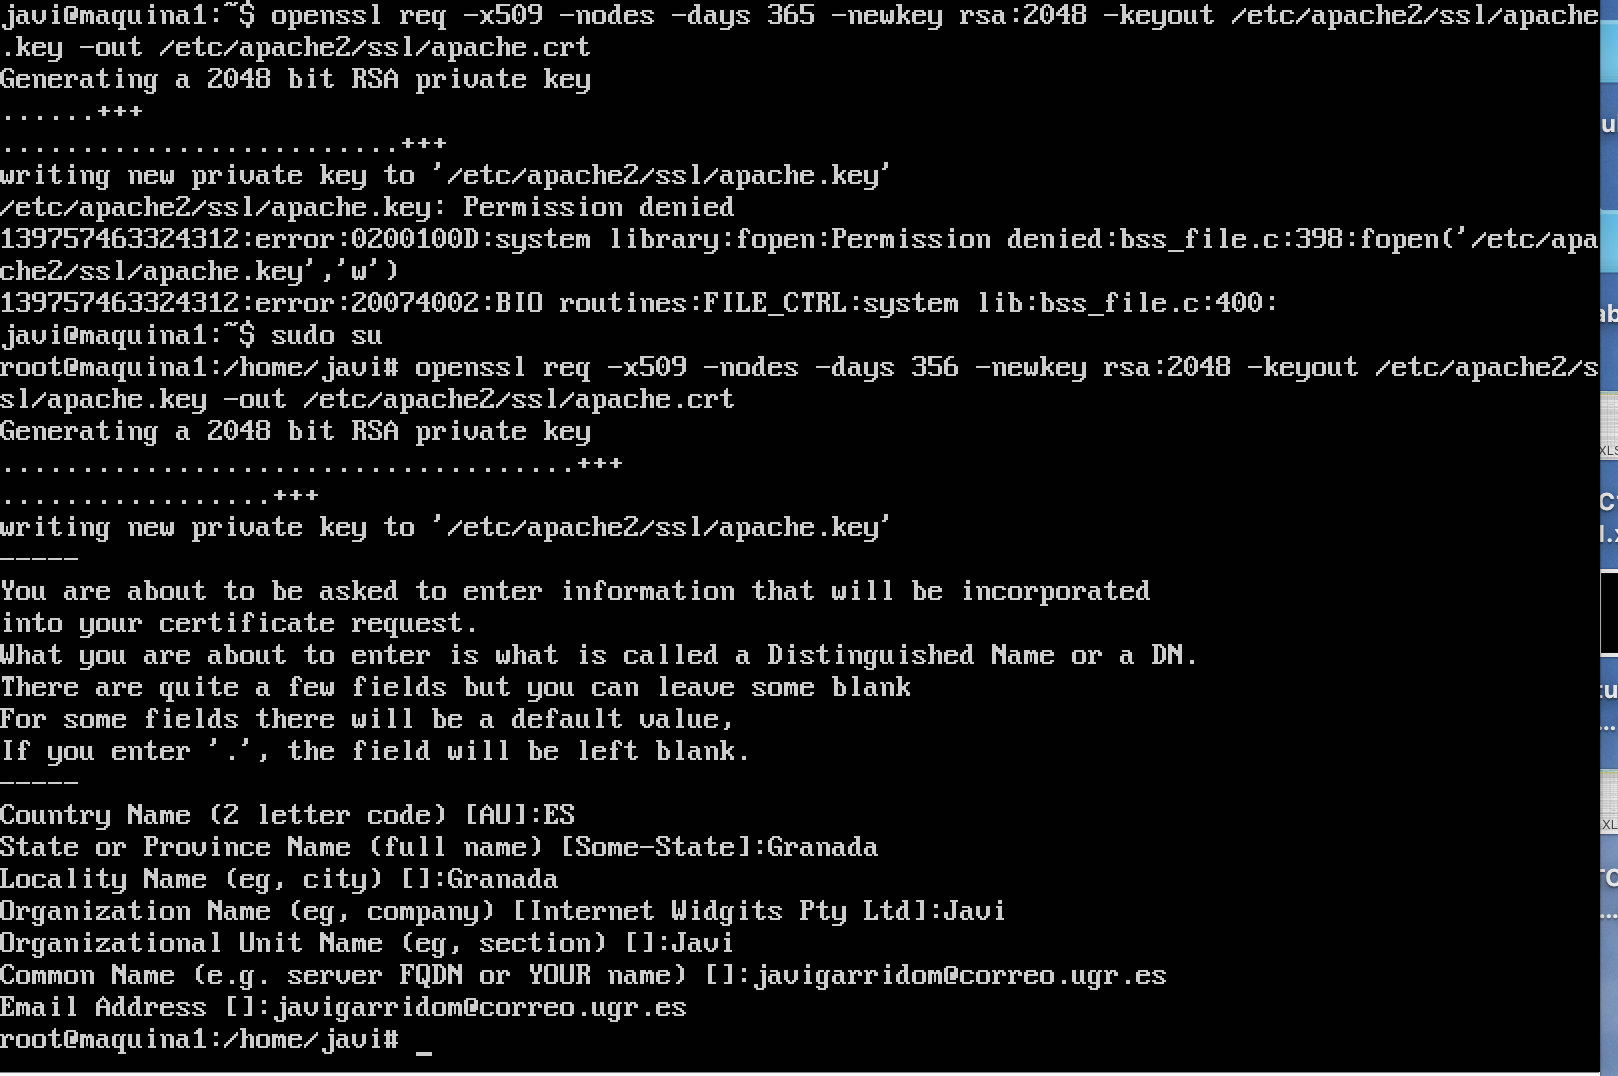 javi@maquina1:~$ openssl req -x509 -nodes -days 365 -newkey rsa:2048 -keyout /etc/apache2/ssl/apache
.key -out /etc/apache2/ssl/apache.crt
Generating a 2048 bit RSA private key
......+++
.........................+++
writing new private key to '/etc/apache2/ssl/apache.key'
/etc/apache2/ssl/apache.key: Permission denied
139757463324312:error:0200100D:system library:fopen:Permission denied:bss_file.c:398:fopen('/etc/apa
che2/ssl/apache.key','w')
139757463324312:error:20074002:BIO routines:FILE_CTRL:system lib:bss_file.c:400:
javi@maquina1:~$ sudo su
root@maquina1:/home/javi# openssl req -x509 -nodes -days 356 -newkey rsa:2048 -keyout /etc/apache2/s
sl/apache.key -out /etc/apache2/ssl/apache.crt
Generating a 2048 bit RSA private key
....................................+++
.................+++
writing new private key to '/etc/apache2/ssl/apache.key'
-----
You are about to be asked to enter information that will be incorporated
into your certificate request.
What you are about to enter is what is called a Distinguished Name or a DN.
There are quite a few fields but you can leave some blank
For some fields there will be a default value,
If you enter '.', the field will be left blank.
-----
Country Name (2 letter code) [AU]:ES
State or Province Name (full name) [Some-State]:Granada
Locality Name (eg, city) []:Granada
Organization Name (eg, company) [Internet Widgits Pty Ltd]:Javi
Organizational Unit Name (eg, section) []:Javi
Common Name (e.g. server FQDN or YOUR name) []:javigarridom@correo.ugr.es
Email Address []:javigarridom@correo.ugr.es
root@maquina1:/home/javi# _